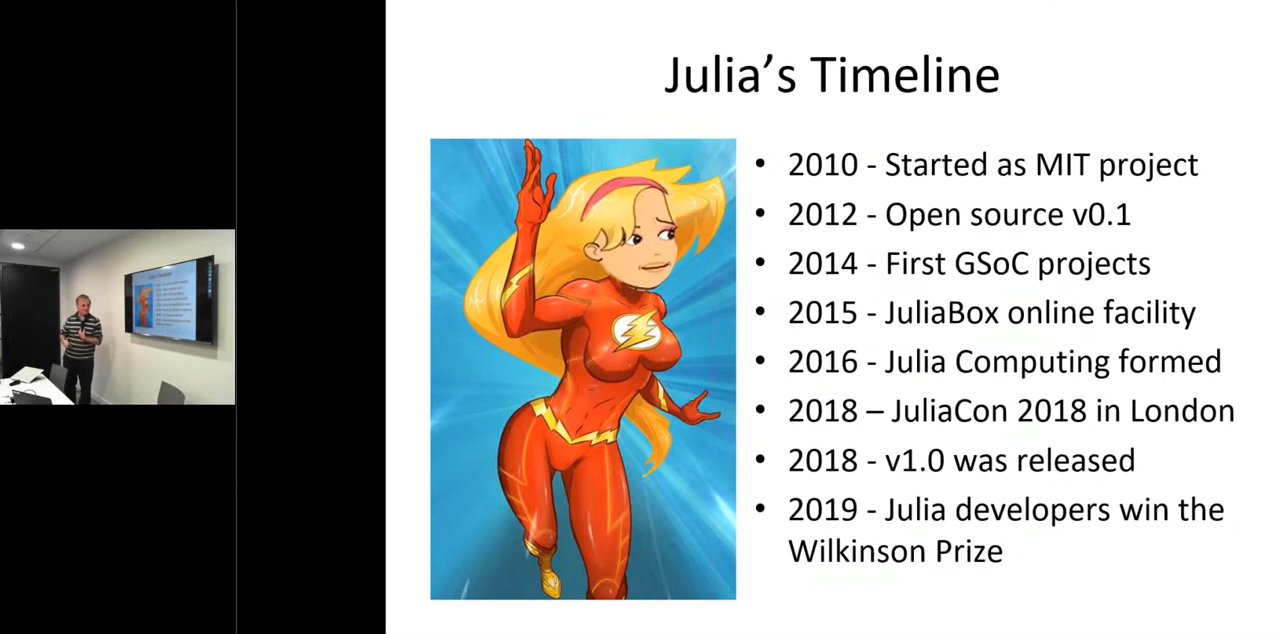 Julia’s Timeline
• 2010 - Started as MIT project
• 2012 - Open source v0.1
• 2014 - First GSoC projects
• 2015 - JuliaBox online facility
• 2016 - Julia Computing formed
• 2018 – JuliaCon 2018 in London
• 2018 - v1.0 was released
• 2019 - Julia developers win the
Wilkinson Prize